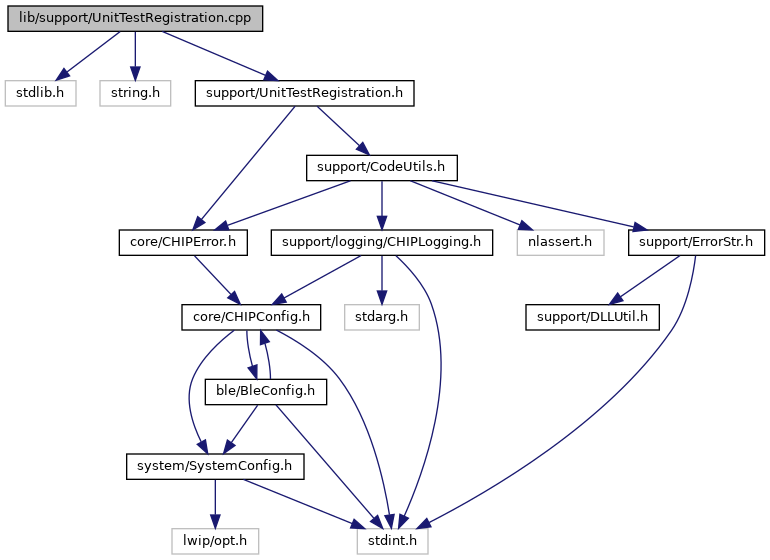 lib/support/UnitTestRegistration.cpp
stdlib.h
string.h
support/UnitTestRegistration.h
support/CodeUtils.h
core/CHIPError.h
support/logging/CHIPLogging.h
nlassert.h
support/ErrorStr.h
core/CHIPConfig.h
stdarg.h
support/DLLUtil.h
ble/BleConfig.h
system/SystemConfig.h
lwip/opt.h
stdint.h